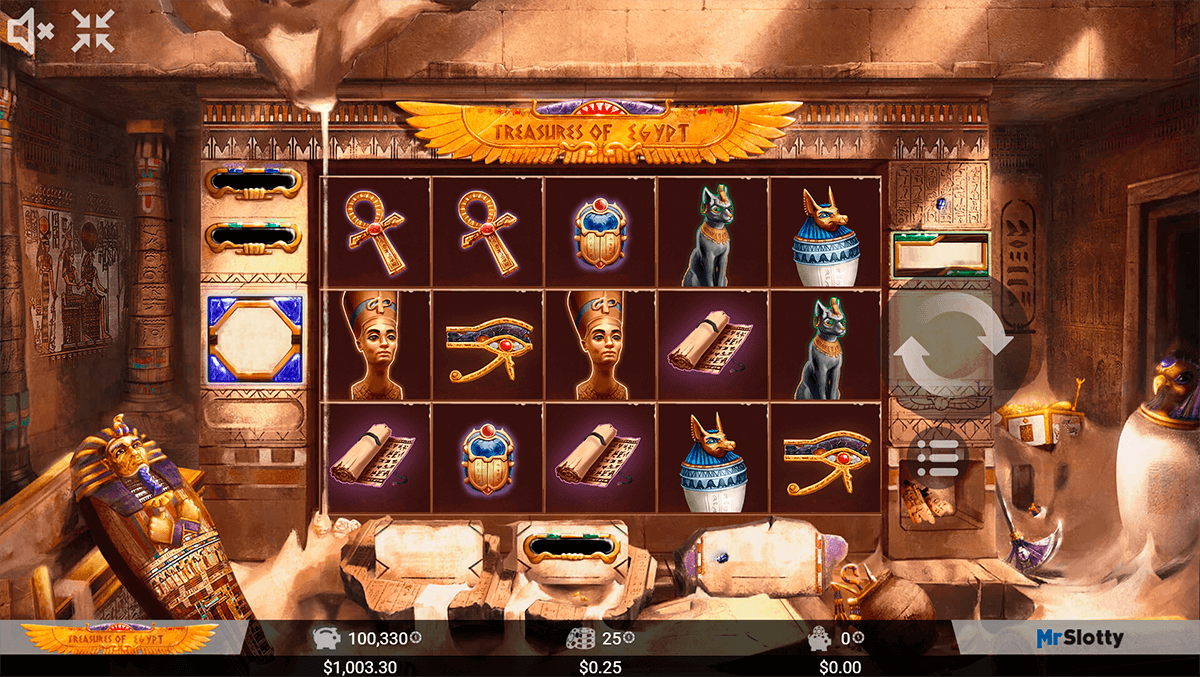 TREASURES OF EGYPT
TREASURES OF EGYPT
100,330
25
0
MrSlotty
$1,003.30
$0.25
$0.00